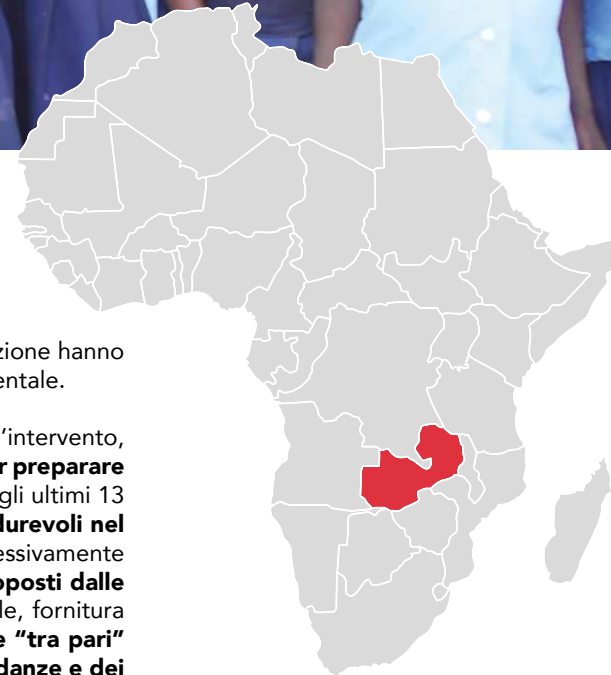 zione hanno
entale.
l'intervento,
r preparare
gli ultimi 13
durevoli nel
essivamente
oposti dalle
le, fornitura
e “tra pari”
danze e dei